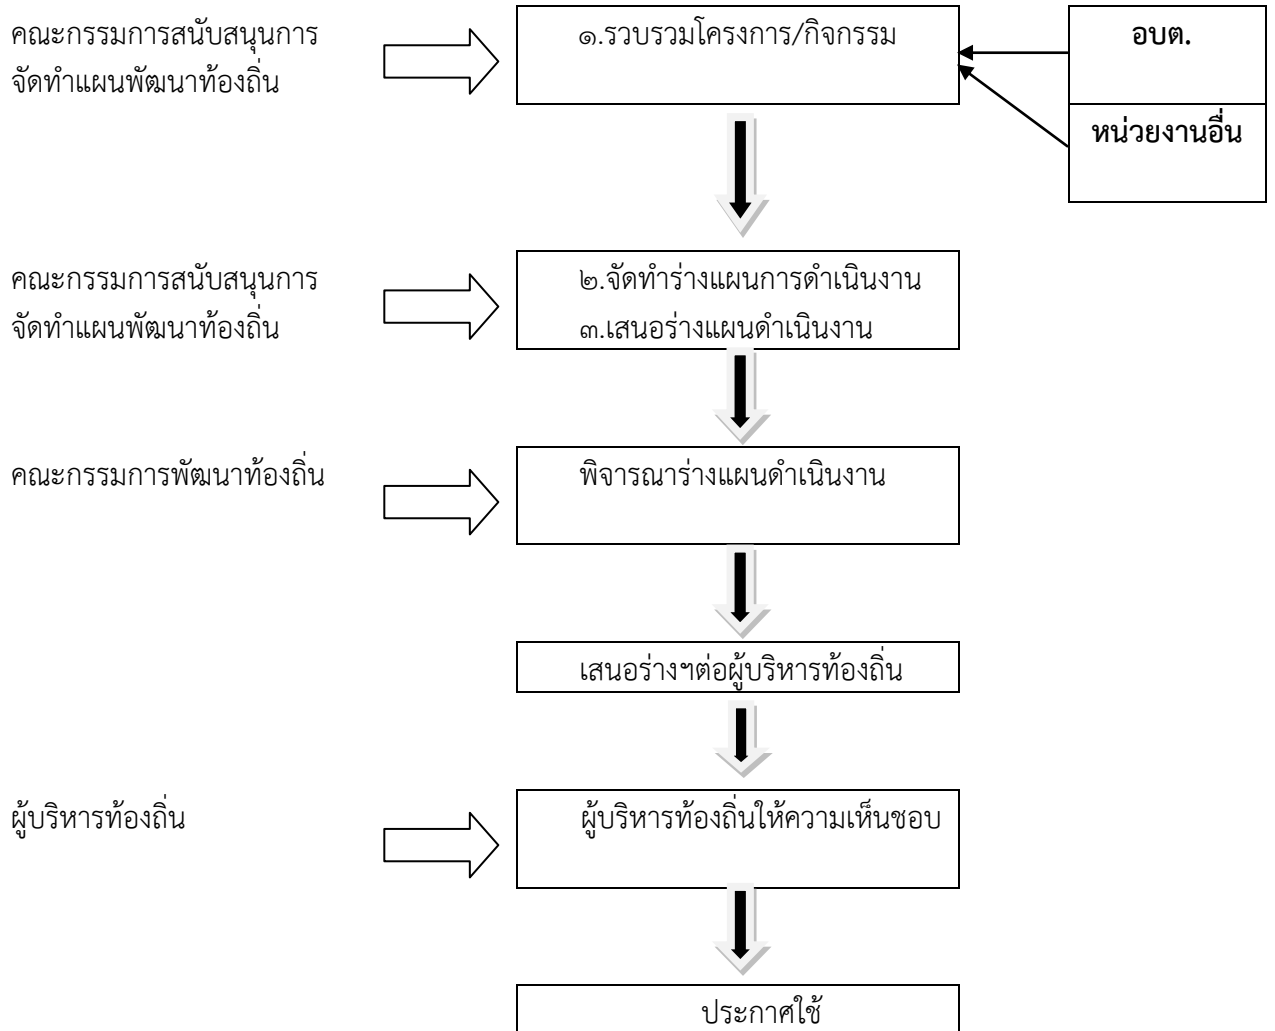 คณะกรรมการสนับสนุนการ
จัดทำแผนพัฒนาท้องถิ่น
๑.รวบรวมโครงการ/กิจกรรม
อบต.
หน่วยงานอื่น
คณะกรรมการสนับสนุนการ
จัดทำแผนพัฒนาท้องถิ่น
๒.จัดทำร่างแผนการดำเนินงาน
๓.เสนอร่างแผนดำเนินงาน
คณะกรรมการพัฒนาท้องถิ่น
พิจารณาร่างแผนดำเนินงาน
เสนอร่างฯต่อผู้บริหารท้องถิ่น
ผู้บริหารท้องถิ่น
ผู้บริหารท้องถิ่นให้ความเห็นชอบ
ประกาศใช้